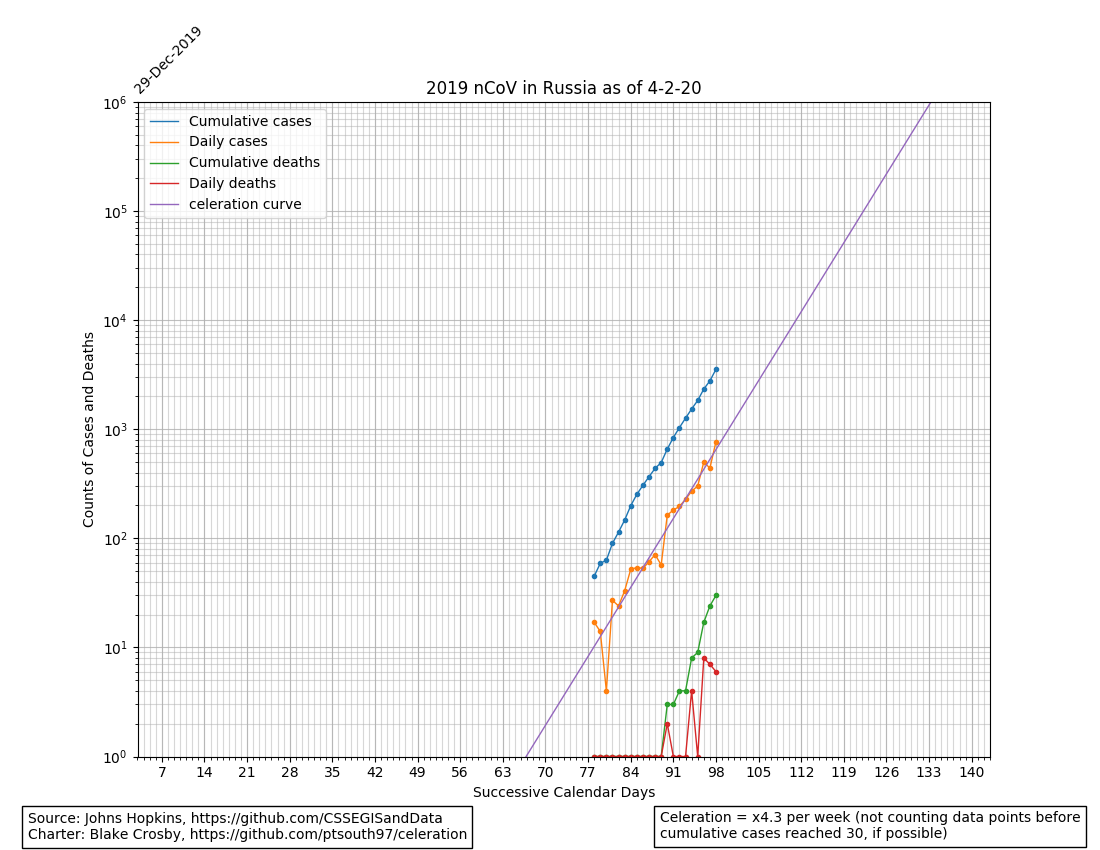 29-Dec-2019
2019 nCoV in Russia as of 4-2-20
Cumulative cases
Daily cases
Cumulative deaths
Daily deaths
celeration curve
10^6
10^5
10^4
10^3
10^2
10^1
10^0
Counts of Cases and Deaths
7 14 21 28 35 42 49 56 63 70 77 84 91 98 105 112 119 126 133 140
Successive Calendar Days
Source: Johns Hopkins, https://github.com/CSSEGISandData
Charter: Blake Crosby, https://github.com/ptsouth97/celeration
Celeration = x4.3 per week (not counting data points before
cumulative cases reached 30, if possible)